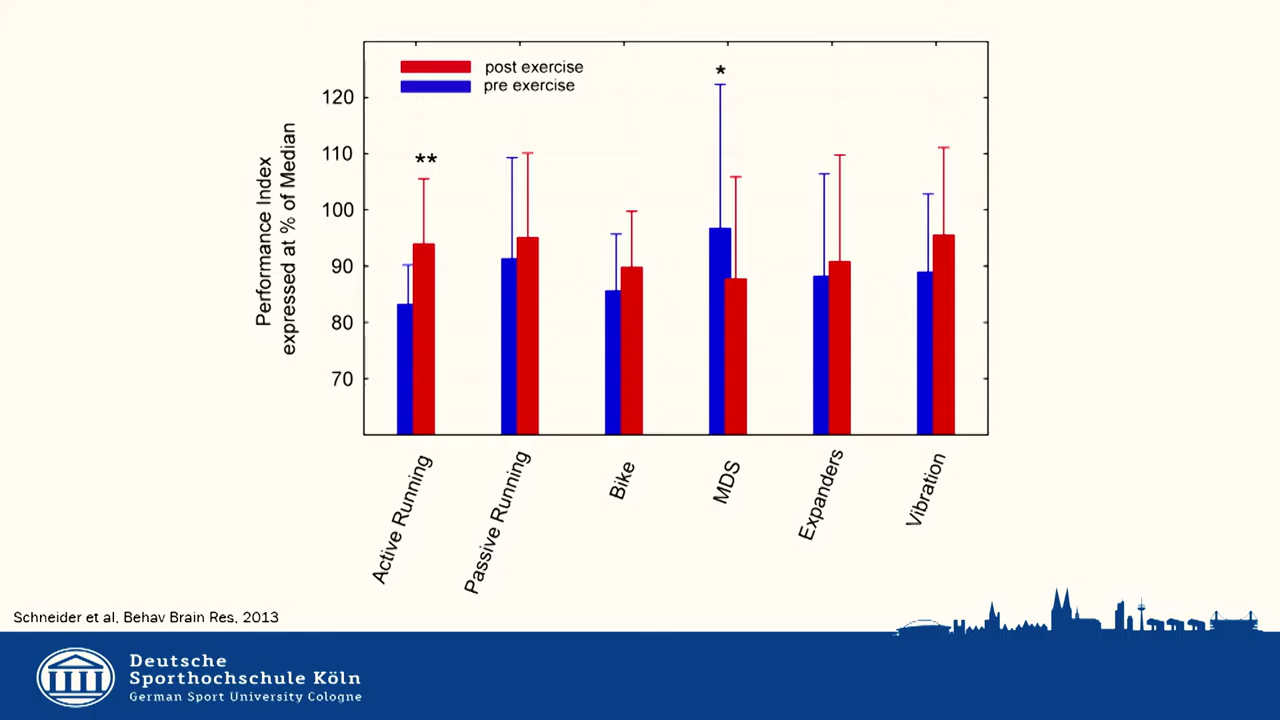 post exercise
pre exercise
Performance Index
expressed at % of Median
120
110
100
90
80
70
**
*
Active Running
Passive Running
Bike
MDS
Expanders
Vibration
Schneider et al, Behav Brain Res, 2013
Deutsche
Sporthochschule Köln
German Sport University Cologne